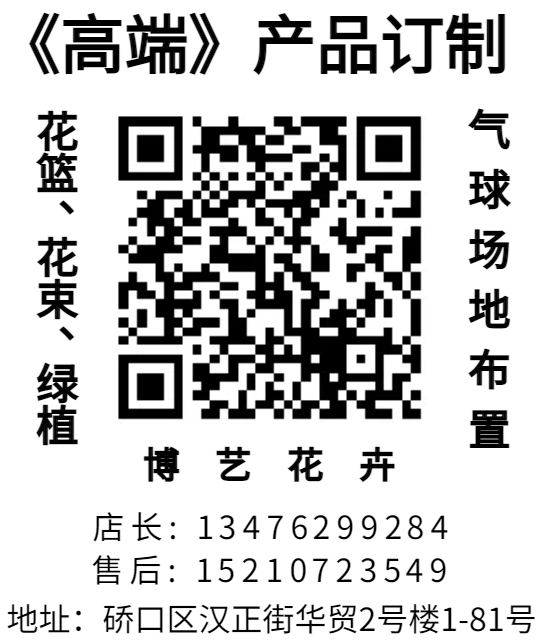 《高端》产品订制
花篮、花束、绿植
气球场地布置
博艺花卉
店长: 13476299284
售后: 15210723549
地址: 硚口区汉正街华贸2号楼1-81号